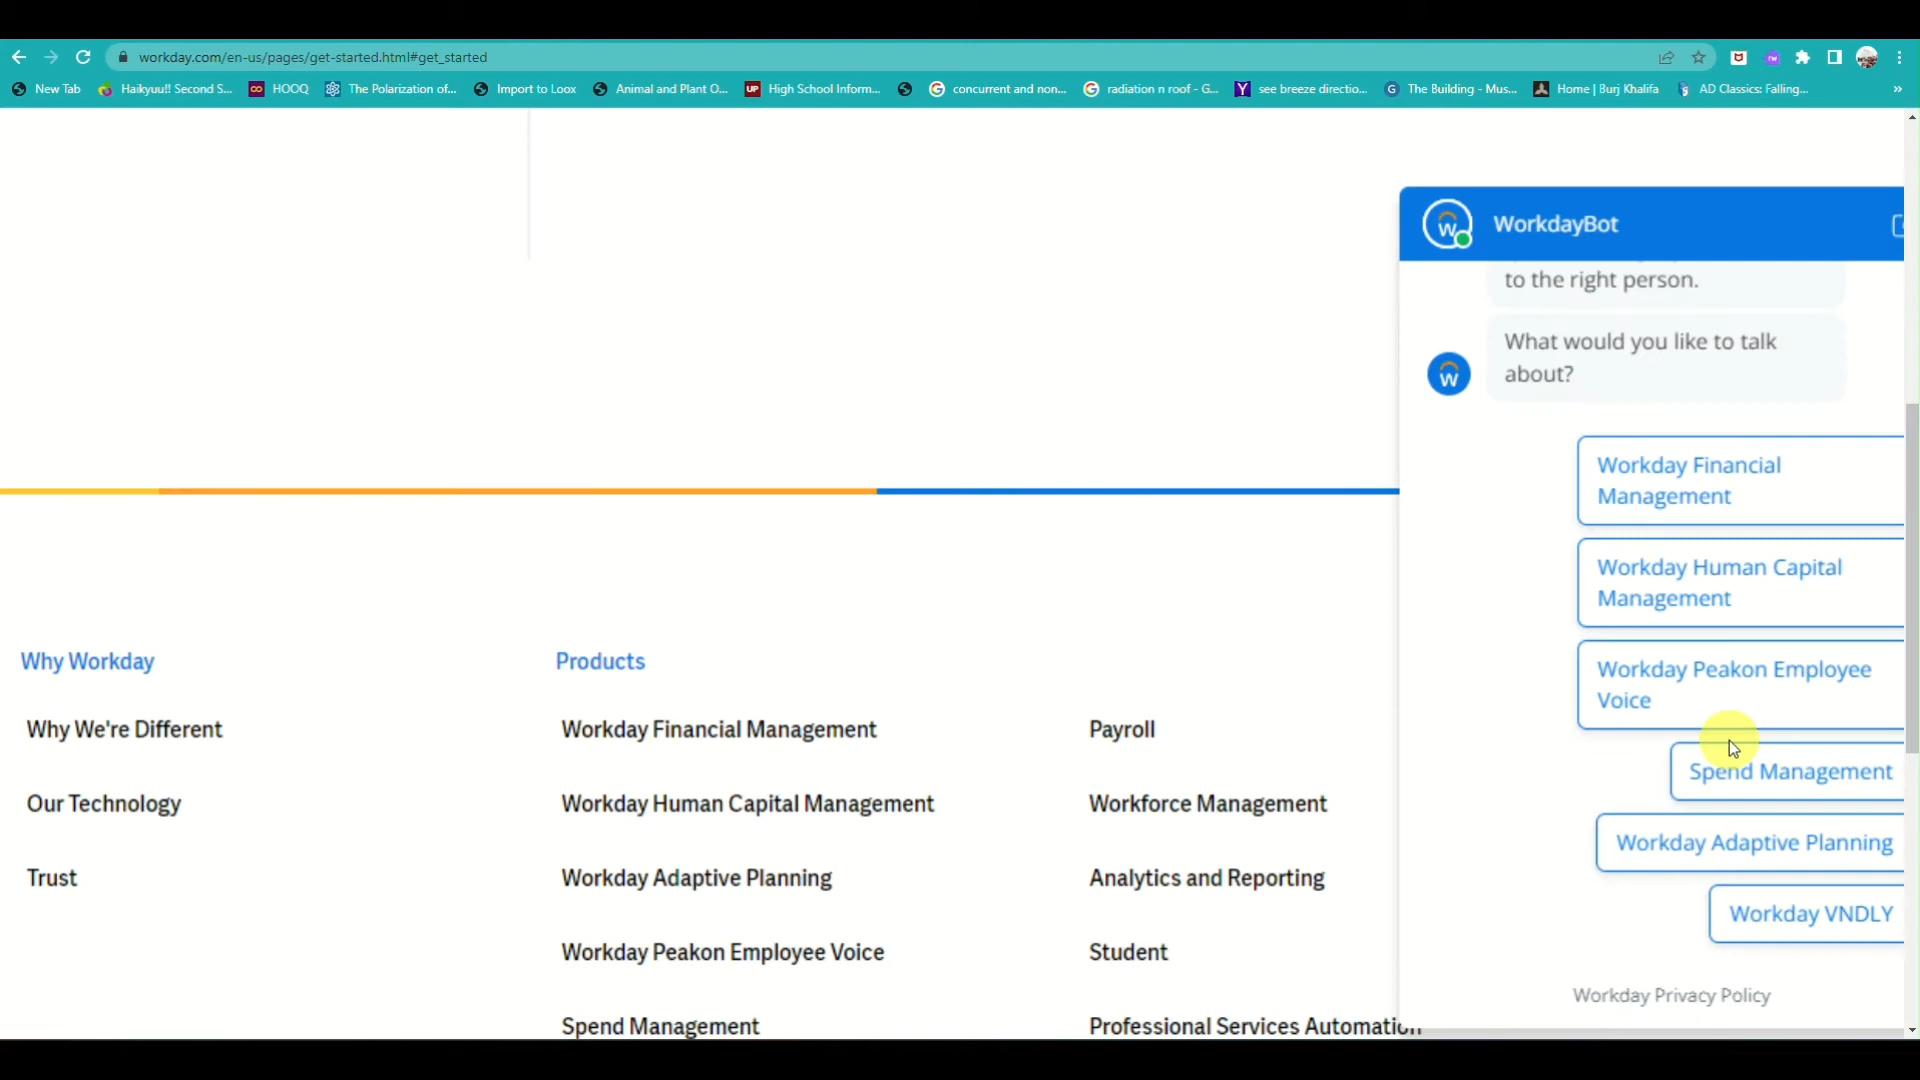 workday.com/en-us/pages/get-started.html#get_started
New Tab
Haikyuu!! Second S...
HOOQ
The Polarization of...
Import to Loox
Animal and Plant O...
High School Inform...
concurrent and non...
radiation n roof - G...
see breeze directio...
The Building - Mus...
Home | Burj Khalifa
AD Classics: Falling...
WorkdayBot
to the right person.
What would you like to talk
about?
Workday Financial
Management
Workday Human Capital
Management
Workday Peakon Employee
Voice
Spend Management
Workday Adaptive Planning
Workday VNDLY
Workday Privacy Policy
Why Workday
Why We're Different
Our Technology
Trust
Products
Workday Financial Management
Workday Human Capital Management
Workday Adaptive Planning
Workday Peakon Employee Voice
Spend Management
Payroll
Workforce Management
Analytics and Reporting
Student
Professional Services Automation